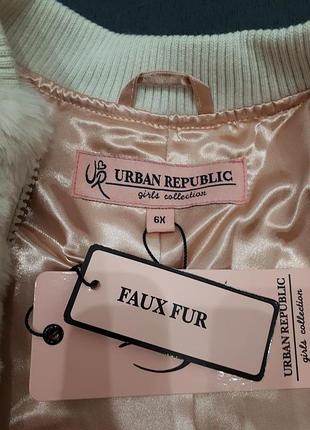 UR URBAN REPUBLIC
girls collection
6X
FAUX FUR
URBAN REPUBLIC
girls collection